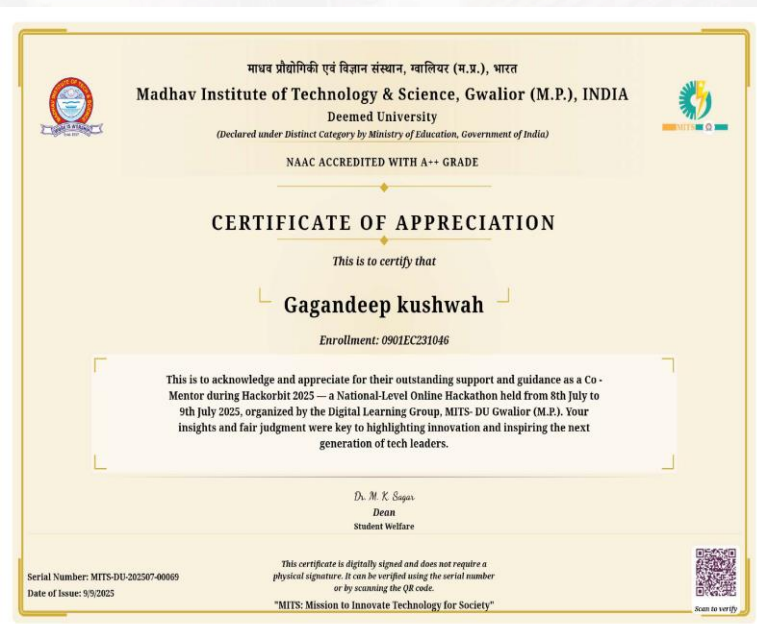 माधव प्रौद्योगिकी एवं विज्ञान संस्थान, ग्वालियर (म.प्र.), भारत
Madhav Institute of Technology & Science, Gwalior (M.P.), INDIA
Deemed University
(Declared under Distinct Category by Ministry of Education, Government of India)
NAAC ACCREDITED WITH A++ GRADE
MITS
CERTIFICATE OF APPRECIATION
This is to certify that
Gagandeep kushwah
Enrollment: 0901EC231046
This is to acknowledge and appreciate for their outstanding support and guidance as a Co -
Mentor during Hackorbit 2025 — a National-Level Online Hackathon held from 8th July to
9th July 2025, organized by the Digital Learning Group, MITS- DU Gwalior (M.P.). Your
insights and fair judgment were key to highlighting innovation and inspiring the next
generation of tech leaders.
Dr. M. K. Sagar
Dean
Student Welfare
Serial Number: MITS-DU-202507-00069
Date of Issue: 9/9/2025
This certificate is digitally signed and does not require a
physical signature. It can be verified using the serial number
or by scanning the QR code.
"MITS: Mission to Innovate Technology for Society"
Scan to verify